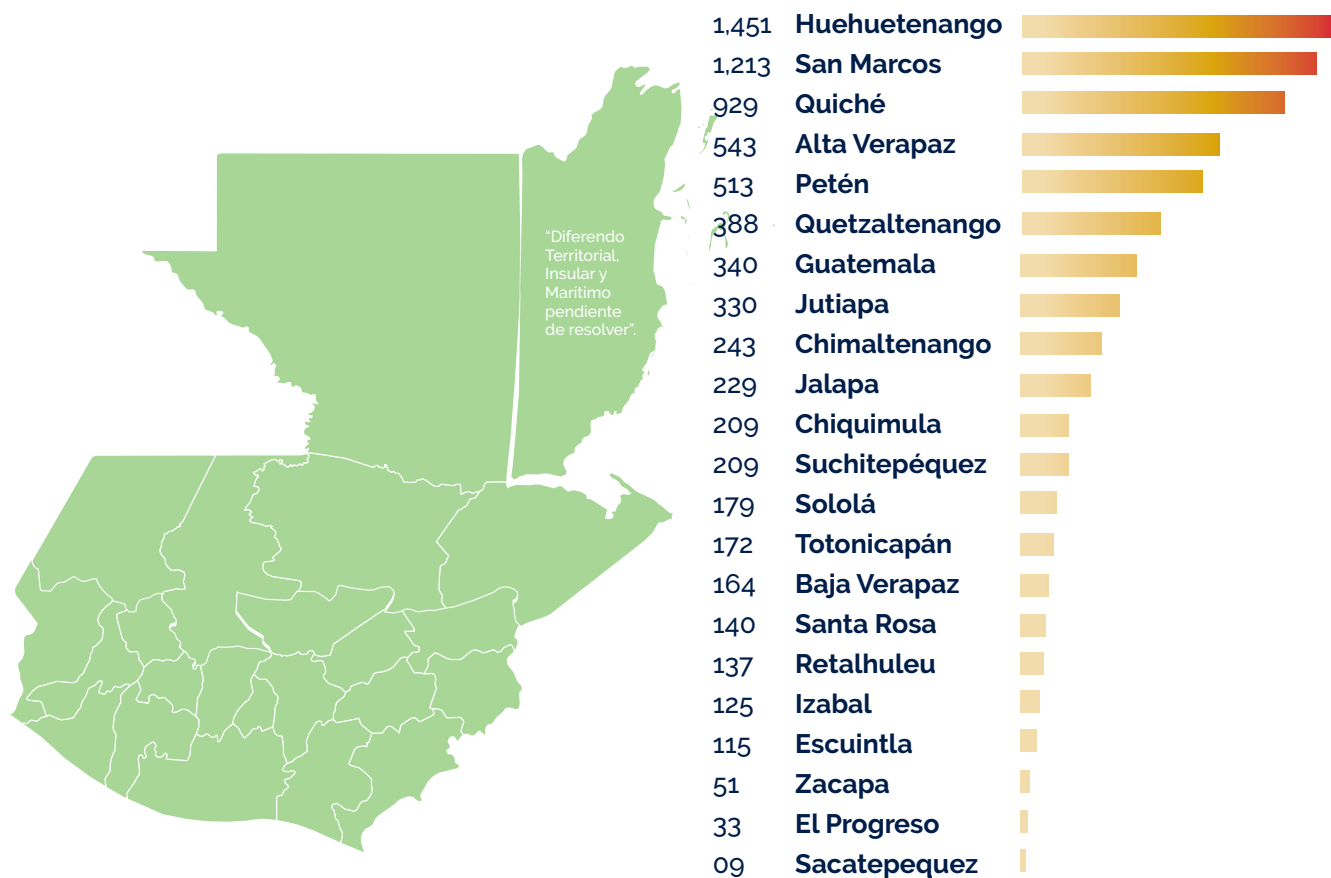 1,451 Huehuetenango
1,213 San Marcos
929 Quiché
543 Alta Verapaz
513 Petén
388 Quetzaltenango
340 Guatemala
330 Jutiapa
243 Chimaltenango
229 Jalapa
209 Chiquimula
209 Suchitepéquez
179 Sololá
172 Totonicapán
164 Baja Verapaz
140 Santa Rosa
137 Retalhuleu
125 Izabal
115 Escuintla
51 Zacapa
33 El Progreso
09 Sacatepequez
“Diferendo
Territorial,
Insular y
Marítimo
pendiente
de resolver”.